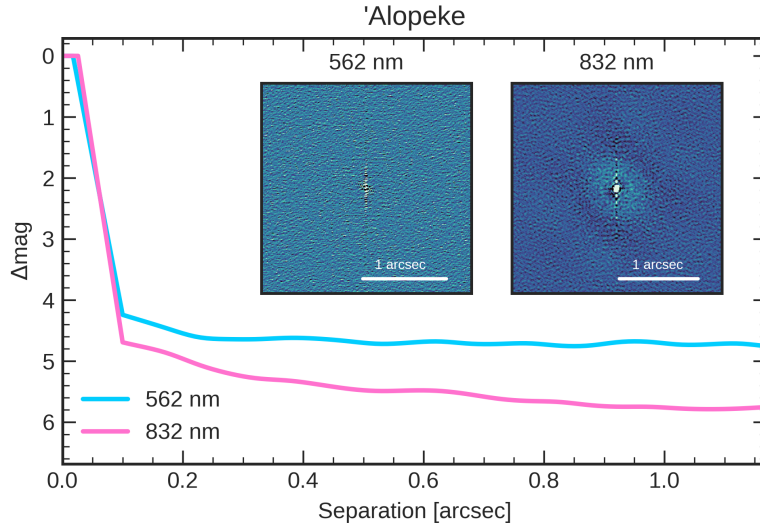 'Alopeke
562 nm
832 nm
1 arcsec
1 arcsec
0
1
2
3
4
5
6
Δmag
562 nm
832 nm
0.0
0.2
0.4
0.6
0.8
1.0
Separation [arcsec]